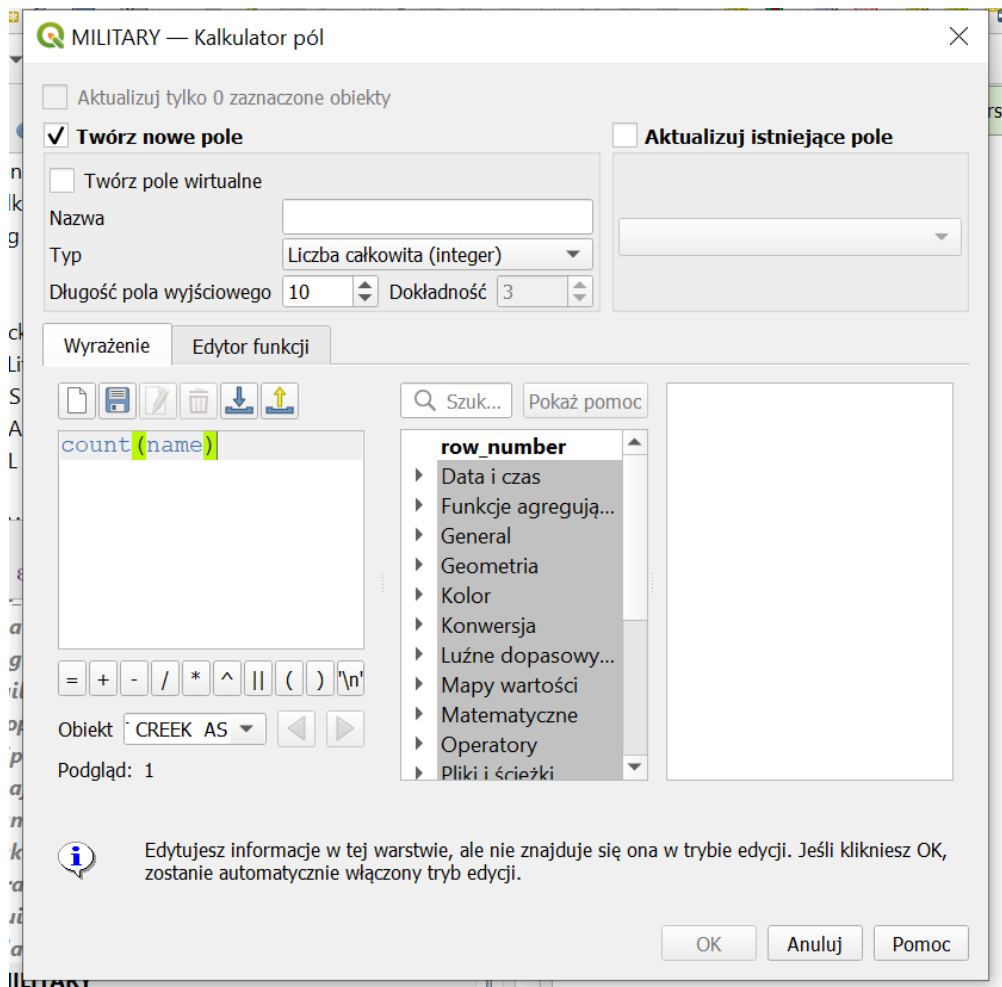 MILITARY — Kalkulator pól
Aktualizuj tylko 0 zaznaczone obiekty
Twórz nowe pole
Aktualizuj istniejące pole
Twórz pole wirtualne
Nazwa
Typ Liczba całkowita (integer)
Długość pola wyjściowego 10 Dokładność 3
Wyrażenie Edytor funkcji
Szuk... Pokaż pomoc
count(name)
row_number
Data i czas
Funkcje agregują...
General
Geometria
Kolor
Konwersja
Luźne dopasowy...
Mapy wartości
Matematyczne
Operatory
Pliki i ścieżki
= + - / * ^ || ( ) '\n'
Obiekt CREEK AS
Podgląd: 1
Edytujesz informacje w tej warstwie, ale nie znajduje się ona w trybie edycji. Jeśli klikniesz OK,
zostanie automatycznie włączony tryb edycji.
OK Anuluj Pomoc
MILITARY